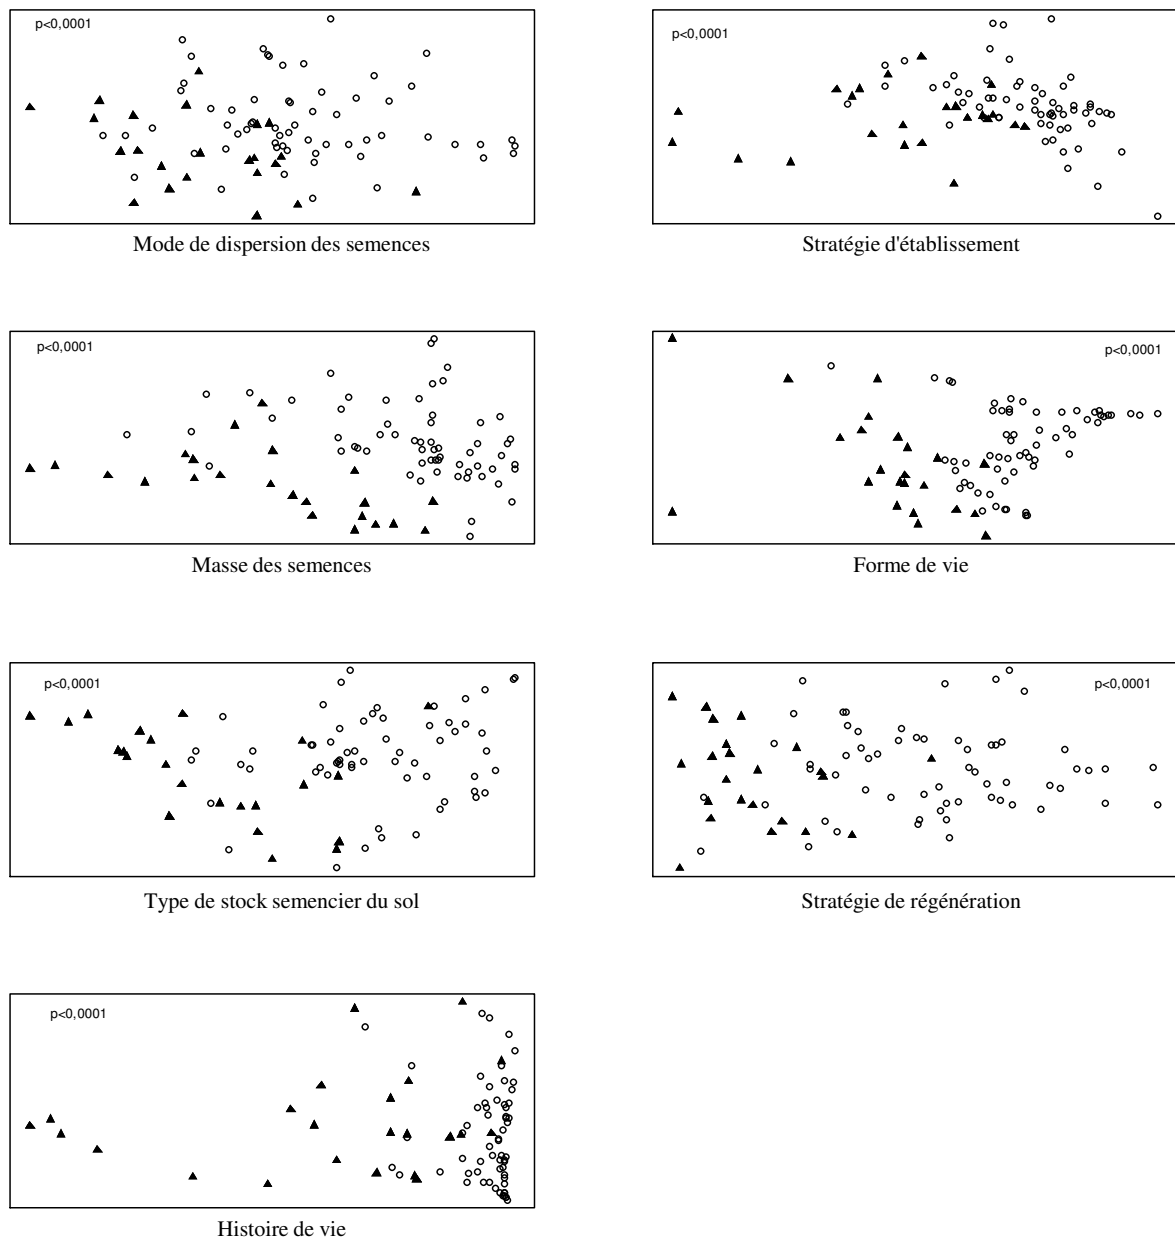 p<0,0001
Mode de dispersion des semences
p<0,0001
Stratégie d'établissement
p<0,0001
Masse des semences
p<0,0001
Forme de vie
p<0,0001
Type de stock semencier du sol
p<0,0001
Stratégie de régénération
p<0,0001
Histoire de vie